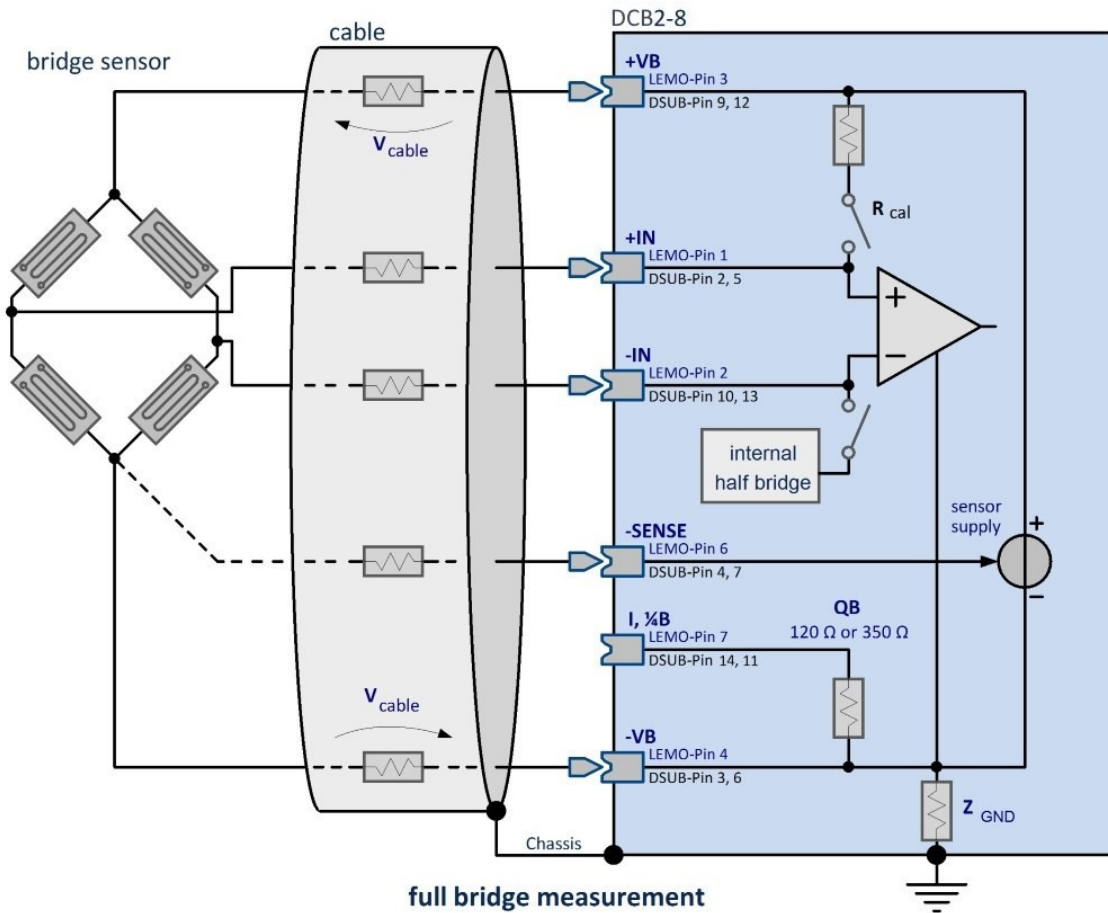 DCB2-8
cable
bridge sensor
+VB
LEMO-Pin 3
DSUB-Pin 9, 12
V cable
R cal
+IN
LEMO-Pin 1
DSUB-Pin 2, 5
+
-IN
LEMO-Pin 2
DSUB-Pin 10, 13
−
internal
half bridge
-SENSE
LEMO-Pin 6
DSUB-Pin 4, 7
sensor
supply
+
−
I, ¼B
LEMO-Pin 7
DSUB-Pin 14, 11
QB
120 Ω or 350 Ω
V cable
-VB
LEMO-Pin 4
DSUB-Pin 3, 6
Z GND
Chassis
full bridge measurement